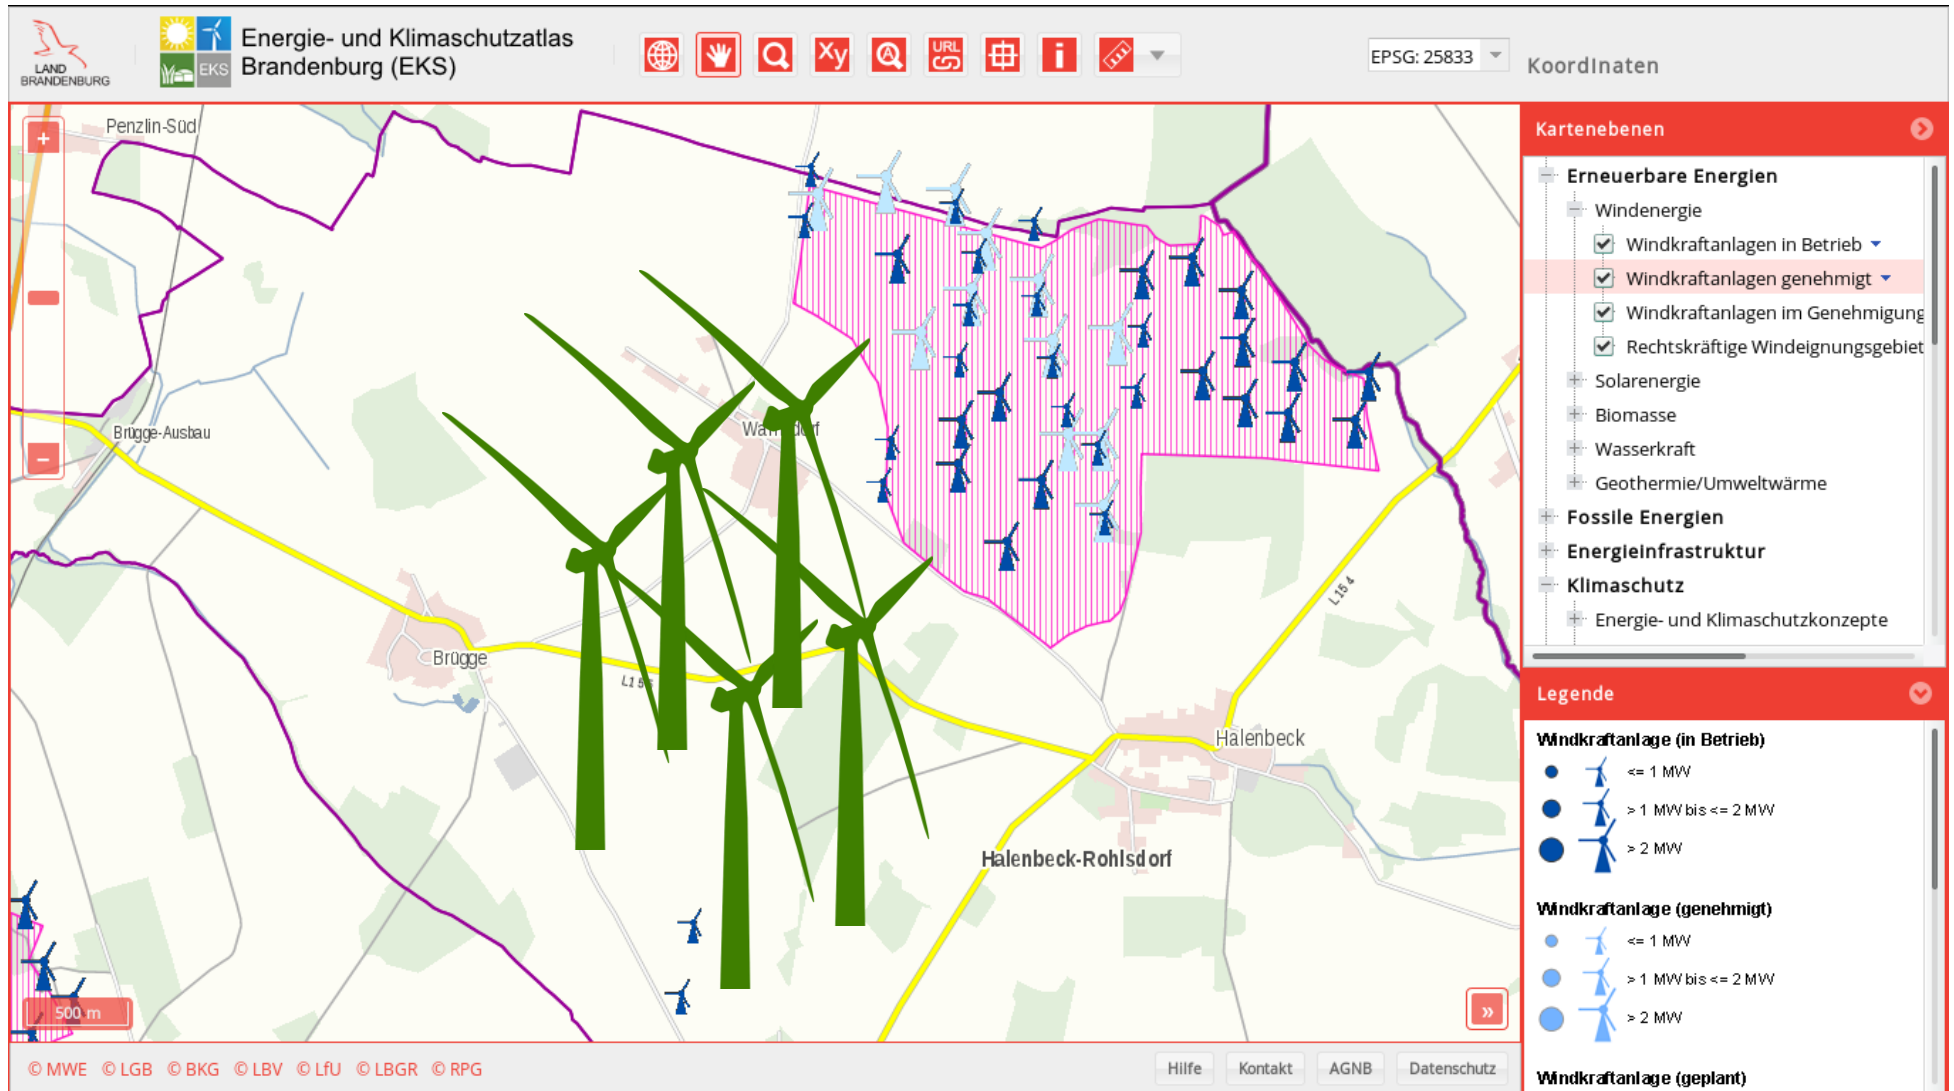 LAND
BRANDENBURG
EKS
Energie- und Klimaschutzatlas
Brandenburg (EKS)
Xy
A
URL
i
EPSG: 25833
Koordinaten
Penzlin-Süd
Brügge-Ausbau
Brügge
L154
Halenbeck
Halenbeck-Rohlsdorf
+
–
500 m
»
Kartenebenen
Erneuerbare Energien
Windenergie
Windkraftanlagen in Betrieb
Windkraftanlagen genehmigt
Windkraftanlagen im Genehmigung
Rechtskräftige Windeignungsgebiet
Solarenergie
Biomasse
Wasserkraft
Geothermie/Umweltwärme
Fossile Energien
Energieinfrastruktur
Klimaschutz
Energie- und Klimaschutzkonzepte
Legende
Windkraftanlage (in Betrieb)
<= 1 MW
> 1 MW bis <= 2 MW
> 2 MW
Windkraftanlage (genehmigt)
<= 1 MW
> 1 MW bis <= 2 MW
> 2 MW
Windkraftanlage (geplant)
© MWE © LGB © BKG © LBV © LfU © LBGR © RPG
Hilfe Kontakt AGNB Datenschutz